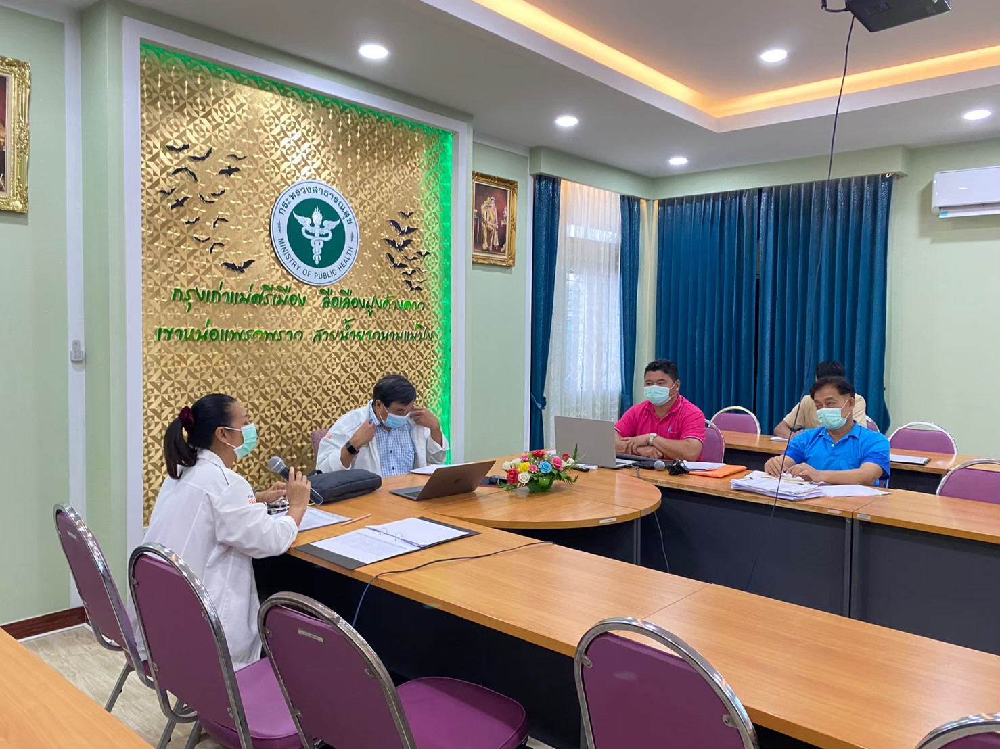 กระทรวงสาธารณสุข
MINISTRY OF PUBLIC HEALTH
กรุงเก่าแม่ศรีเมือง ลือเลืองฝูงค้างคาว
เขาหน่อแพรวพราว สายน้ำยาวนามแม่ปิง